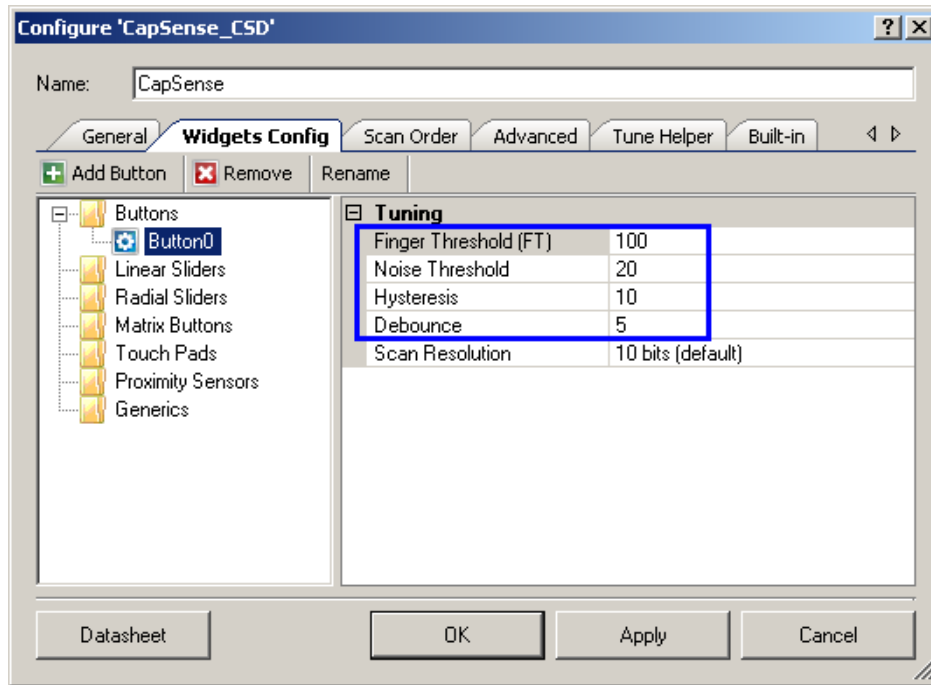 Configure 'CapSense_CSD'
Name: CapSense
General Widgets Config Scan Order Advanced Tune Helper Built-in
Add Button Remove Rename
Buttons
Button0
Linear Sliders
Radial Sliders
Matrix Buttons
Touch Pads
Proximity Sensors
Generics
Tuning
Finger Threshold (FT) 100
Noise Threshold 20
Hysteresis 10
Debounce 5
Scan Resolution 10 bits (default)
Datasheet OK Apply Cancel